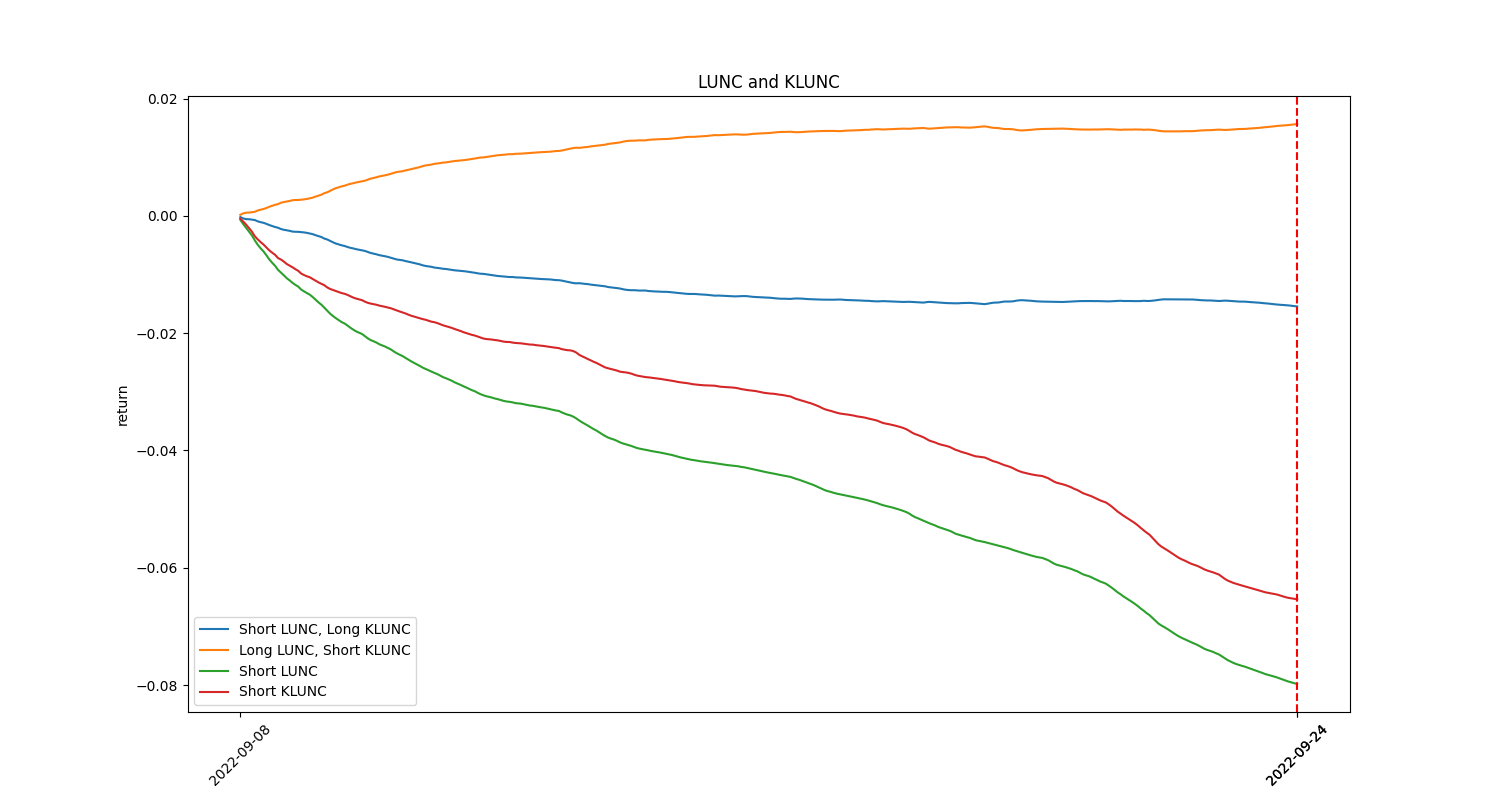 LUNC and KLUNC
0.02
0.00
−0.02
−0.04
−0.06
−0.08
return
Short LUNC, Long KLUNC
Long LUNC, Short KLUNC
Short LUNC
Short KLUNC
2022-09-08
2022-09-24